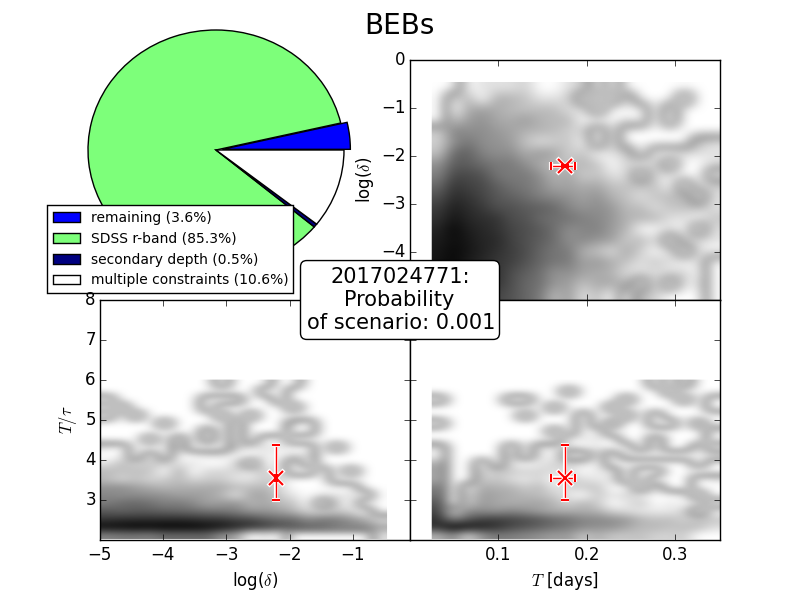 BEBs
remaining (3.6%)
SDSS r-band (85.3%)
secondary depth (0.5%)
multiple constraints (10.6%)
0
−1
−2
−3
−4
log(δ)
2017024771:
Probability
of scenario: 0.001
8
7
6
5
4
3
T/τ
−5 −4 −3 −2 −1
log(δ)
0.1 0.2 0.3
T [days]